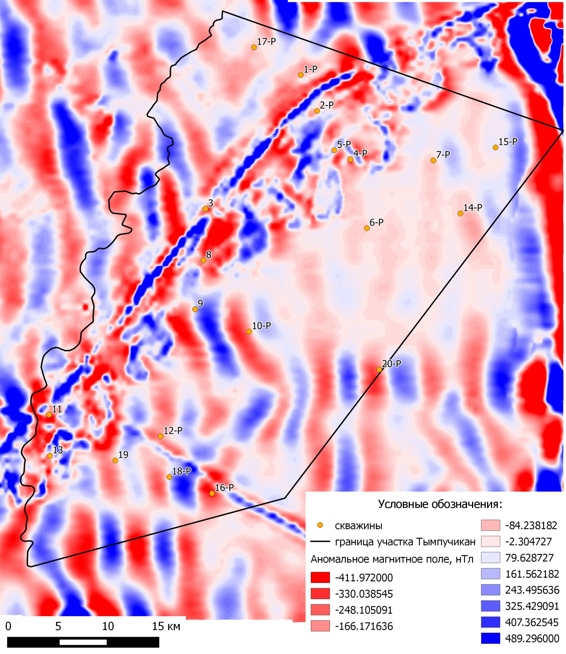 17-P
1-P
2-P
5-P
4-P
7-P
15-P
3
14-P
6-P
8
9
10-P
20-P
11
12-P
13
19
18-P
16-P
Условные обозначения:
скважины
граница участка Тымпучикан
Аномальное магнитное поле, нТл
-411.972000
-330.038545
-248.105091
-166.171636
-84.238182
-2.304727
79.628727
161.562182
243.495636
325.429091
407.362545
489.296000
0 5 10 15 км